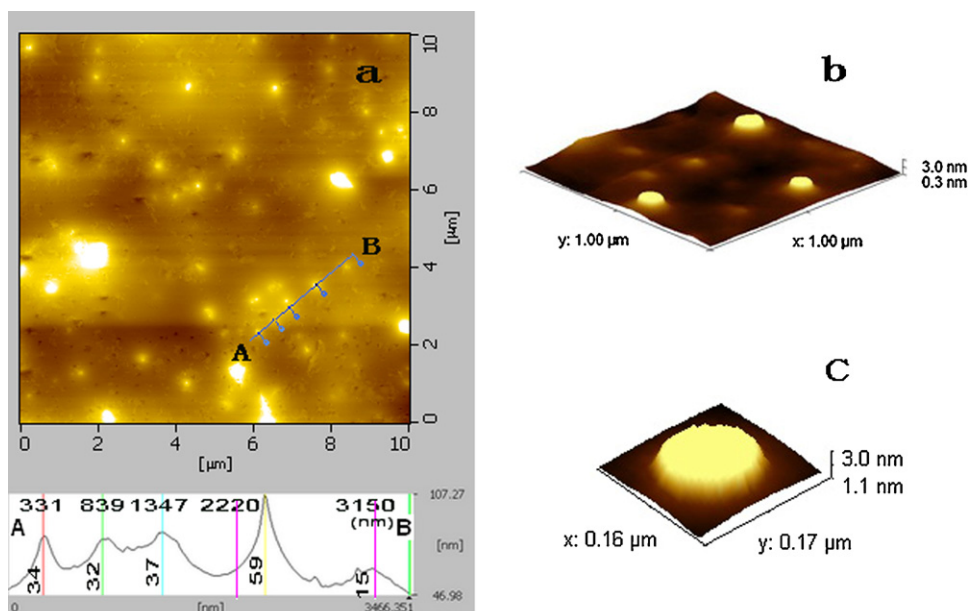 a
10
8
6
4
2
0
[µm]
B
A
0 2 4 6 8 10
[µm]
331 839 1347 2220 3150
(nm)
A B
34 32 37 59 15
107.27
[nm]
46.98
0 [nm] 3466.351
b
3.0 nm
0.3 nm
y: 1.00 µm x: 1.00 µm
C
3.0 nm
1.1 nm
x: 0.16 µm y: 0.17 µm